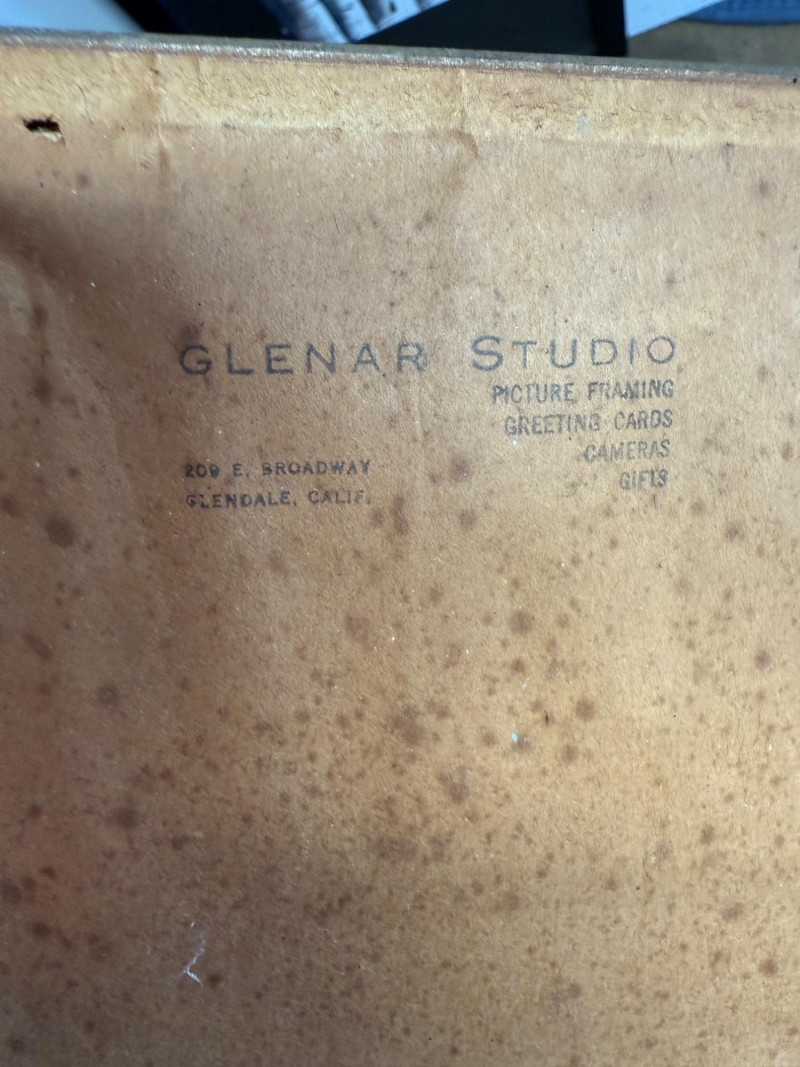 GLENAR STUDIO
PICTURE FRAMING
GREETING CARDS
CAMERAS
GIFTS
209 E. BROADWAY
GLENDALE, CALIF.